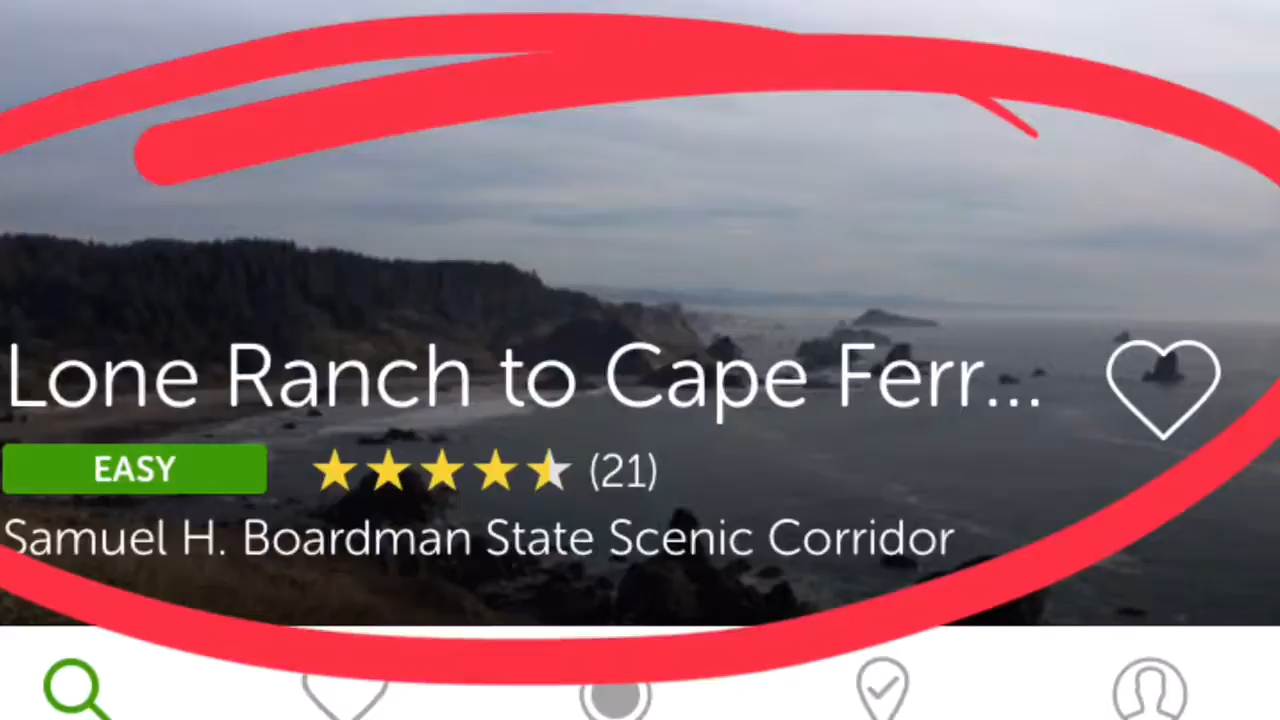 Lone Ranch to Cape Ferr...
EASY (21)
Samuel H. Boardman State Scenic Corridor